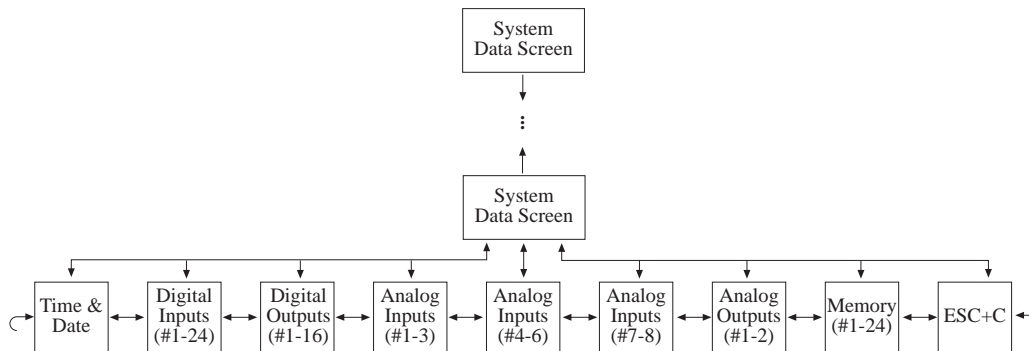 System
Data Screen
System
Data Screen
Time &
Date
Digital
Inputs
(#1-24)
Digital
Outputs
(#1-16)
Analog
Inputs
(#1-3)
Analog
Inputs
(#4-6)
Analog
Inputs
(#7-8)
Analog
Outputs
(#1-2)
Memory
(#1-24)
ESC+C